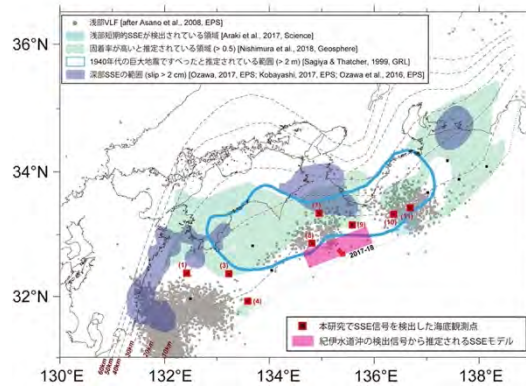 36°N
浅部VLF [after Asano et al., 2008, EPS]
浅部短期的SSEが検出されている領域 [Araki et al., 2017, Science]
固着率が高いと推定されている領域 (> 0.5) [Nishimura et al., 2018, Geosphere]
1940年代の巨大地震ですべったと推定されている範囲 (> 2 m) [Sagiya & Thatcher, 1999, GRL]
深部SSEの範囲 (slip > 2 cm) [Ozawa, 2017, EPS; Kobayashi, 2017, EPS; Ozawa et al., 2016, EPS]
34°N
32°N
(1)
(3)
(4)
(10)
2017-18
60km
50km
40km
30km
20km
10km
本研究でSSE信号を検出した海底観測点
紀伊水道沖の検出信号から推定されるSSEモデル
130°E
132°E
134°E
136°E
138°E